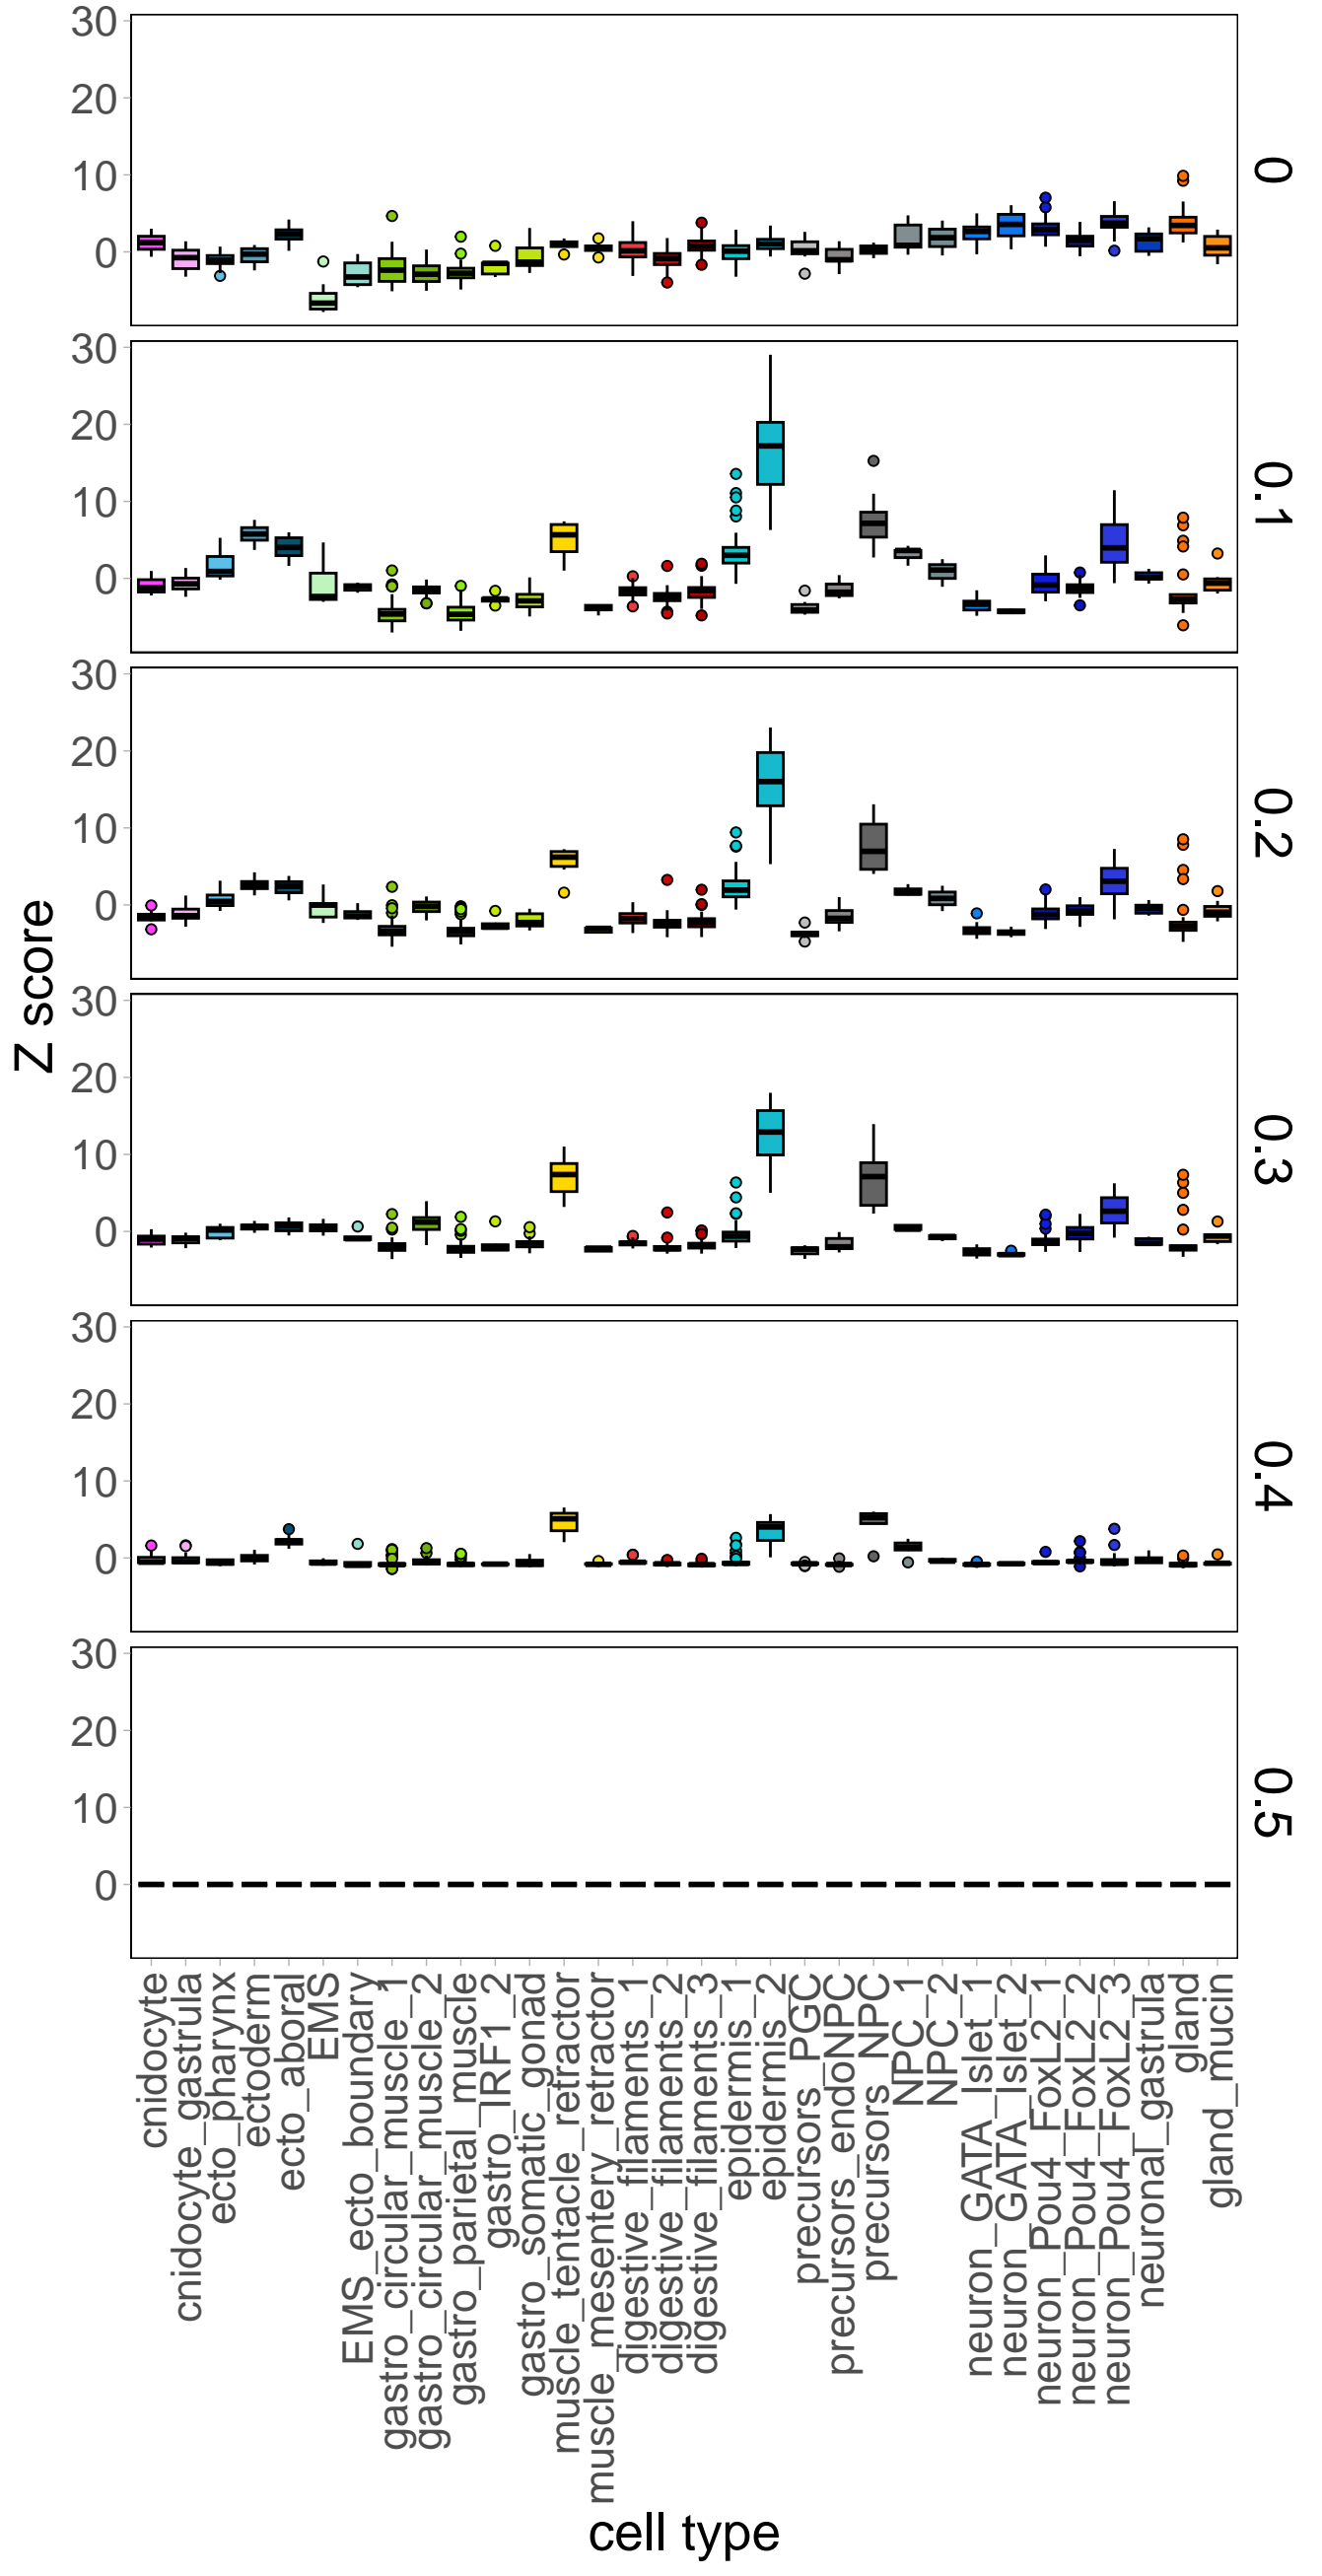 30
20
10
0
0
30
20
10
0
0.1
30
20
10
0
0.2
Z score
30
20
10
0
0.3
30
20
10
0
0.4
30
20
10
0
0.5
cnidocyte
cnidocyte_gastrula
ecto_pharynx
ectoderm
ecto_aboral
EMS
EMS_ecto_boundary
gastro_circular_muscle_1
gastro_circular_muscle_2
gastro_parietal_muscle
gastro_IRF1_2
gastro_somatic_gonad
muscle_tentacle_retractor
muscle_mesentery_retractor
digestive_filaments_1
digestive_filaments_2
digestive_filaments_3
epidermis_1
epidermis_2
precursors_PGC
precursors_endoNPC
precursors_NPC
NPC_1
NPC_2
neuron_GATA_Islet_1
neuron_GATA_Islet_2
neuron_Pou4_FoxL2_1
neuron_Pou4_FoxL2_2
neuron_Pou4_FoxL2_3
neuronal_gastrula
gland
gland_mucin
cell type